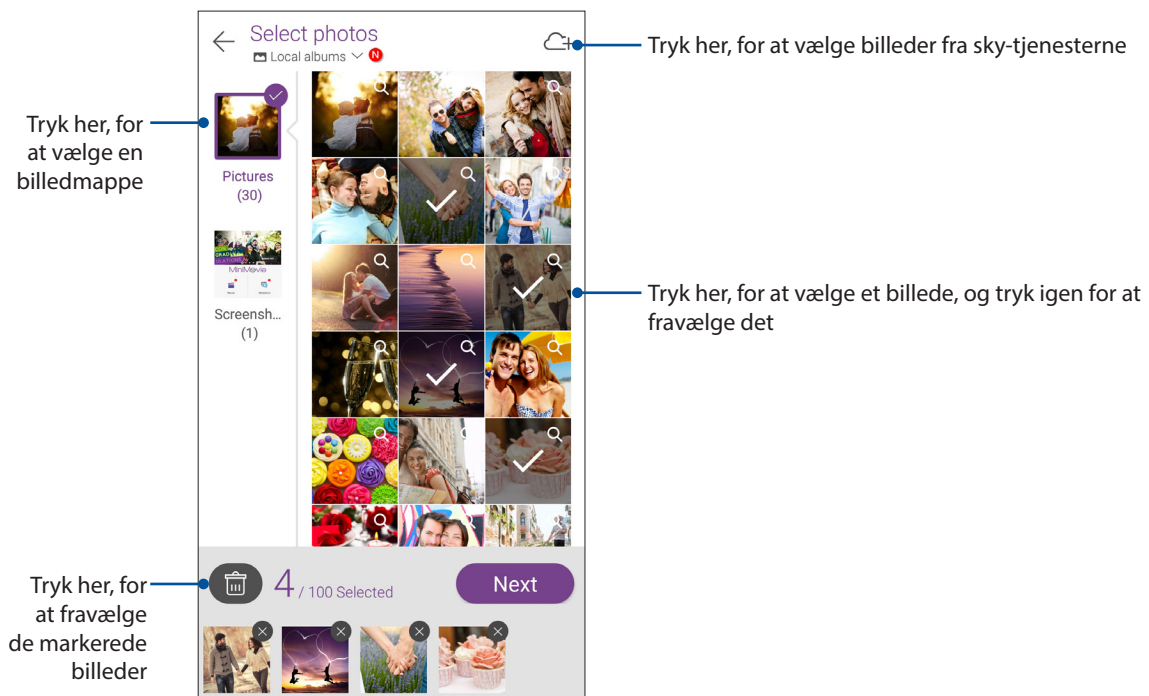 Select photos
Local albums
N
Tryk her, for at vælge billeder fra sky-tjenesterne
Tryk her, for
at vælge en
billedmappe
Pictures
(30)
MiniMovie
Screensh...
(1)
Tryk her, for at vælge et billede, og tryk igen for at
fravælge det
Tryk her, for
at fravælge
de markerede
billeder
4 / 100 Selected
Next